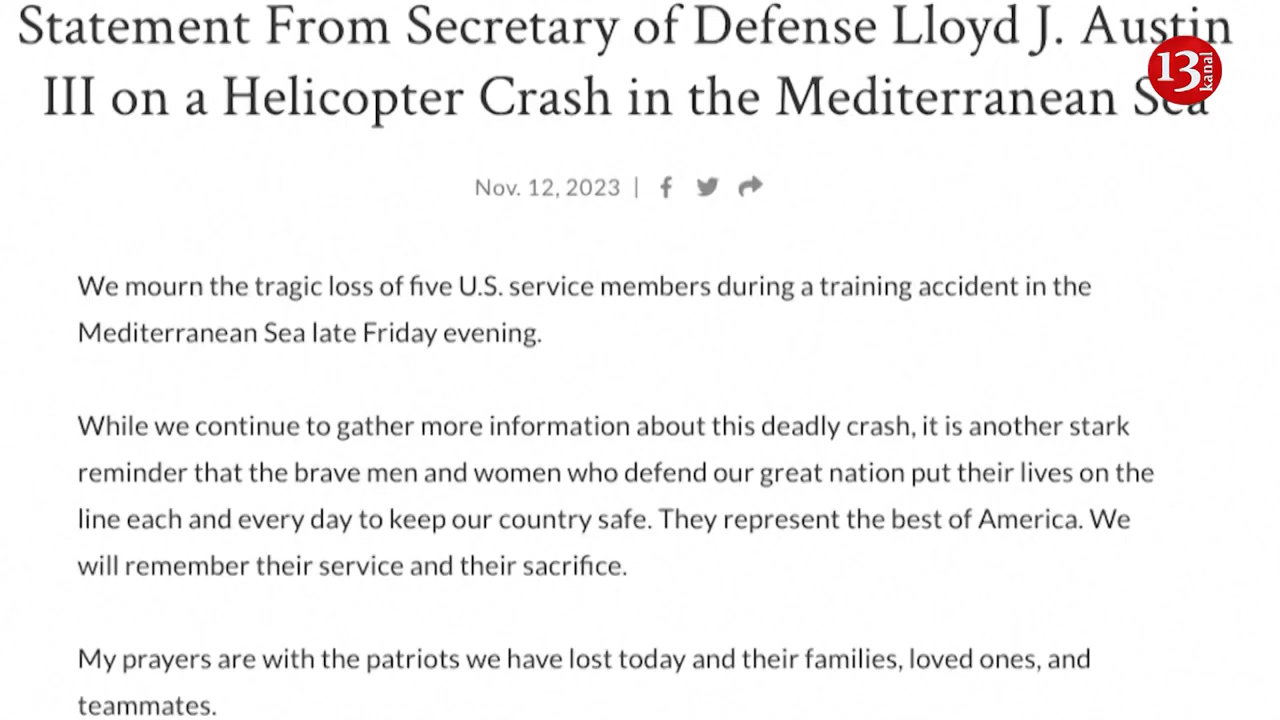 Statement From Secretary of Defense Lloyd J. Austin
III on a Helicopter Crash in the Mediterranean Sea
13 kanal
Nov. 12, 2023 |
We mourn the tragic loss of five U.S. service members during a training accident in the
Mediterranean Sea late Friday evening.
While we continue to gather more information about this deadly crash, it is another stark
reminder that the brave men and women who defend our great nation put their lives on the
line each and every day to keep our country safe. They represent the best of America. We
will remember their service and their sacrifice.
My prayers are with the patriots we have lost today and their families, loved ones, and
teammates.